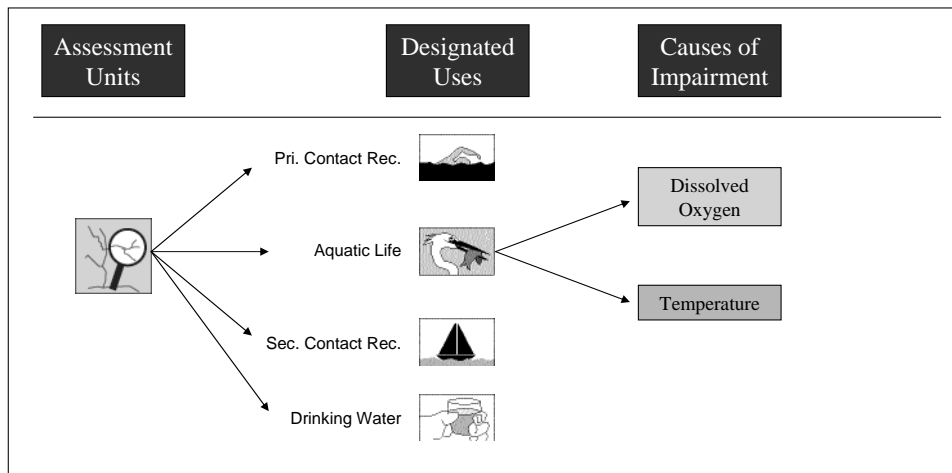 Assessment
Units
Designated
Uses
Causes of
Impairment
Pri. Contact Rec.
Dissolved
Oxygen
Aquatic Life
Temperature
Sec. Contact Rec.
Drinking Water